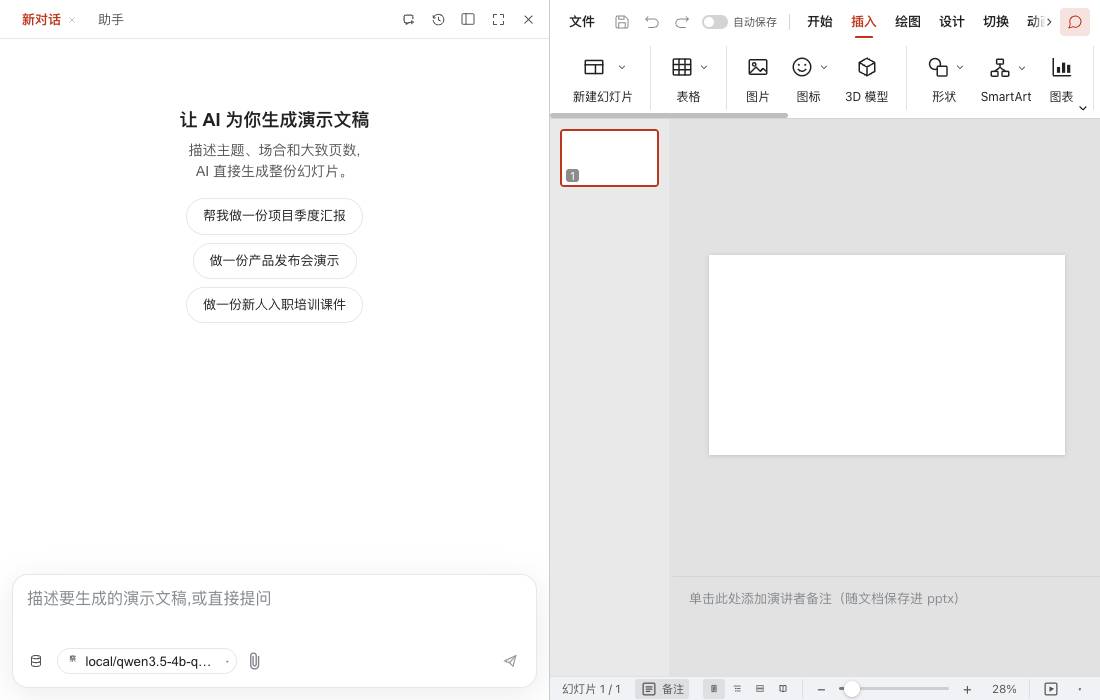 新对话
助手
让 AI 为你生成演示文稿
描述主题、场合和大致页数,
AI 直接生成整份幻灯片。
帮我做一份项目季度汇报
做一份产品发布会演示
做一份新人入职培训课件
描述要生成的演示文稿,或直接提问
local/qwen3.5-4b-q…
文件
自动保存
开始
插入
绘图
设计
切换
新建幻灯片
表格
图片
图标
3D 模型
形状
SmartArt
图表
1
单击此处添加演讲者备注（随文档保存进 pptx）
幻灯片 1 / 1
备注
28%